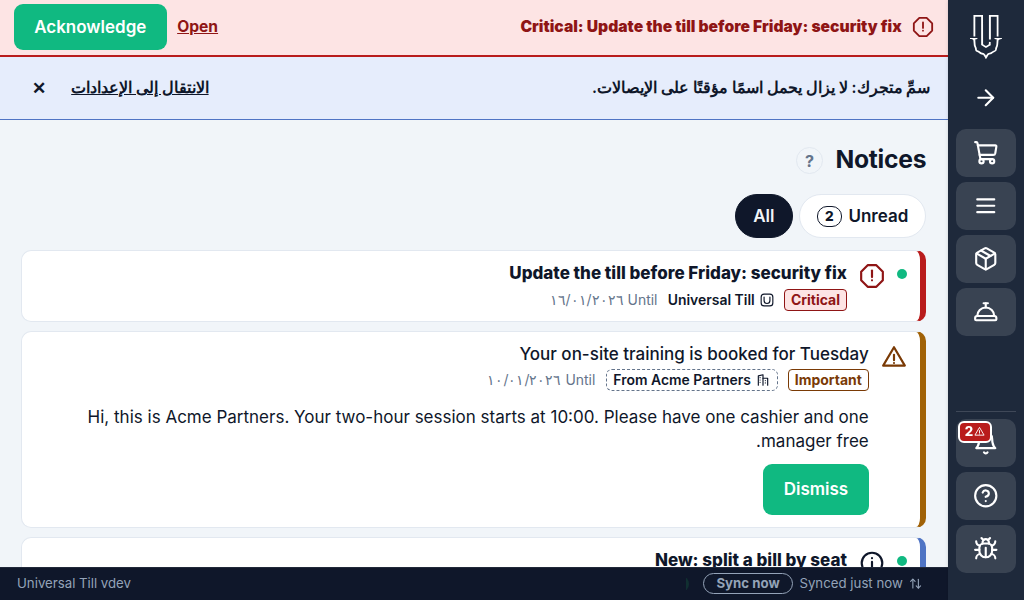 Critical: Update the till before Friday: security fix
Open
Acknowledge
سمِّ متجرك: لا يزال يحمل اسمًا مؤقتًا على الإيصالات.
الانتقال إلى الإعدادات
Notices ?
All
2 Unread
Update the till before Friday: security fix
Critical Universal Till Until ١٦/٠١/٢٠٢٦
Your on-site training is booked for Tuesday
Important From Acme Partners Until ١٠/٠١/٢٠٢٦
Hi, this is Acme Partners. Your two-hour session starts at 10:00. Please have one cashier and one
manager free.
Dismiss
New: split a bill by seat
2
Synced just now
Sync now
Universal Till vdev